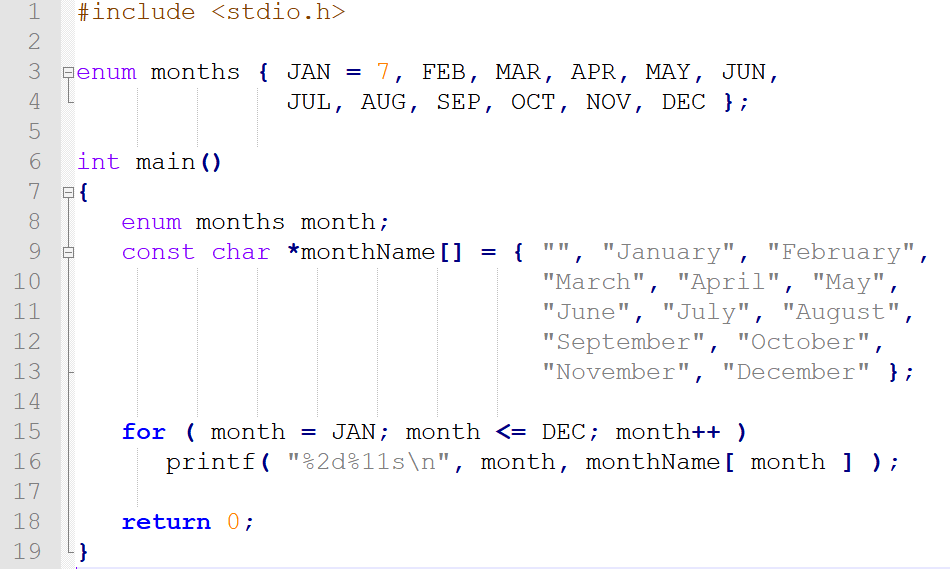 1 #include <stdio.h>
2
3 enum months { JAN = 7, FEB, MAR, APR, MAY, JUN,
4 JUL, AUG, SEP, OCT, NOV, DEC };
5
6 int main()
7 {
8 enum months month;
9 const char *monthName[] = { "", "January", "February",
10 "March", "April", "May",
11 "June", "July", "August",
12 "September", "October",
13 "November", "December" };
14
15 for ( month = JAN; month <= DEC; month++ )
16 printf( "%2d%11s\n", month, monthName[ month ] );
17
18 return 0;
19 }